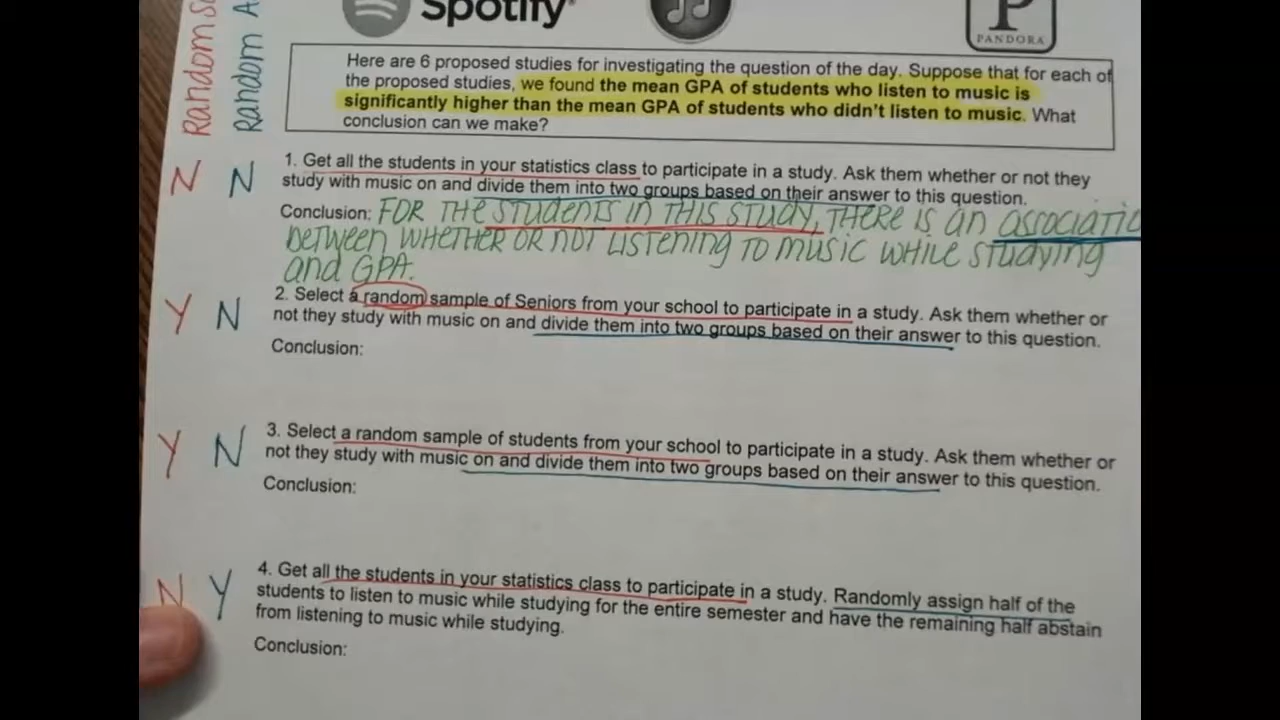 Random S
Random A
Spotify
PANDORA
Here are 6 proposed studies for investigating the question of the day. Suppose that for each of
the proposed studies, we found the mean GPA of students who listen to music is
significantly higher than the mean GPA of students who didn't listen to music. What
conclusion can we make?
N N
1. Get all the students in your statistics class to participate in a study. Ask them whether or not they
study with music on and divide them into two groups based on their answer to this question.
Conclusion: FOR THE STUDENTS IN THIS STUDY, THERE IS AN ASSOCIATIO
BETWEEN WHETHER OR NOT LISTENING TO MUSIC WHILE STUDYING
AND GPA.
Y N
2. Select a random sample of Seniors from your school to participate in a study. Ask them whether or
not they study with music on and divide them into two groups based on their answer to this question.
Conclusion:
Y N
3. Select a random sample of students from your school to participate in a study. Ask them whether or
not they study with music on and divide them into two groups based on their answer to this question.
Conclusion:
N Y
4. Get all the students in your statistics class to participate in a study. Randomly assign half of the
students to listen to music while studying for the entire semester and have the remaining half abstain
from listening to music while studying.
Conclusion: